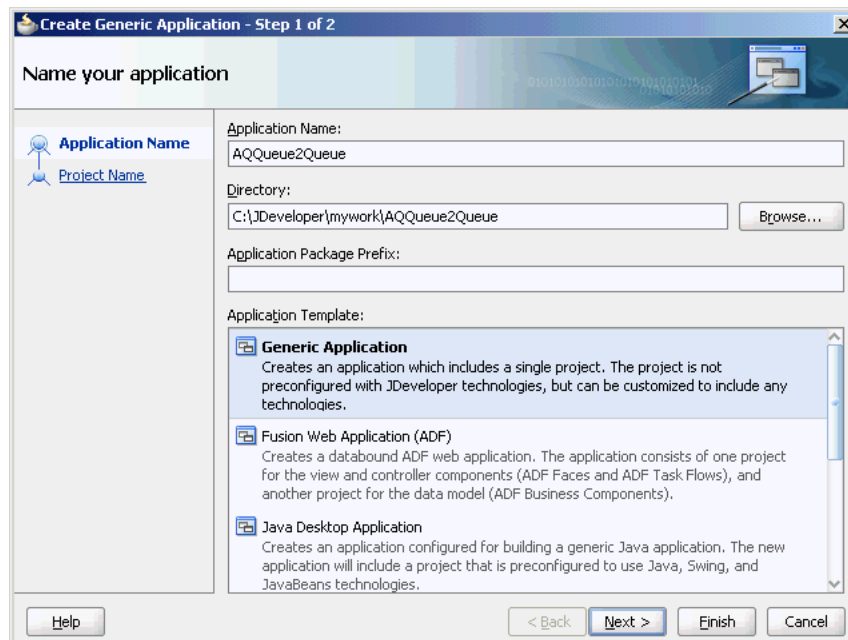 Create Generic Application - Step 1 of 2
Name your application
Application Name
Project Name
Application Name:
AQQueue2Queue
Directory:
C:\JDeveloper\mywork\AQQueue2Queue
Browse...
Application Package Prefix:
Application Template:
Generic Application
Creates an application which includes a single project. The project is not
preconfigured with JDeveloper technologies, but can be customized to include any
technologies.
Fusion Web Application (ADF)
Creates a databound ADF web application. The application consists of one project
for the view and controller components (ADF Faces and ADF Task Flows), and
another project for the data model (ADF Business Components).
Java Desktop Application
Creates an application configured for building a generic Java application. The new
application will include a project that is preconfigured to use Java, Swing, and
JavaBeans technologies.
Help
< Back
Next >
Finish
Cancel